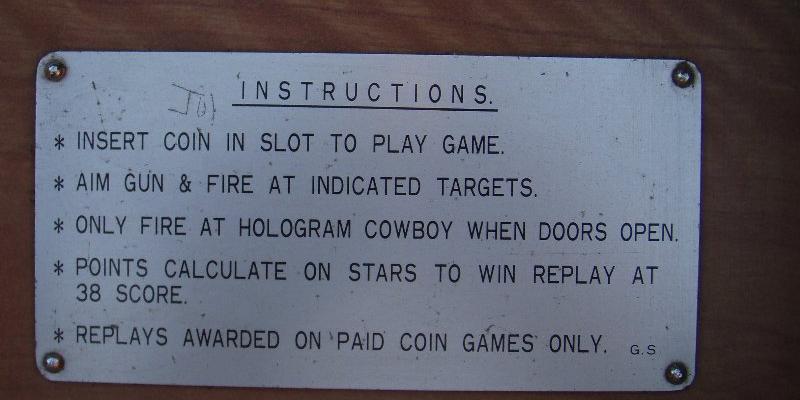 INSTRUCTIONS.
* INSERT COIN IN SLOT TO PLAY GAME.
* AIM GUN & FIRE AT INDICATED TARGETS.
* ONLY FIRE AT HOLOGRAM COWBOY WHEN DOORS OPEN.
* POINTS CALCULATE ON STARS TO WIN REPLAY AT
38 SCORE.
* REPLAYS AWARDED ON PAID COIN GAMES ONLY. G.S